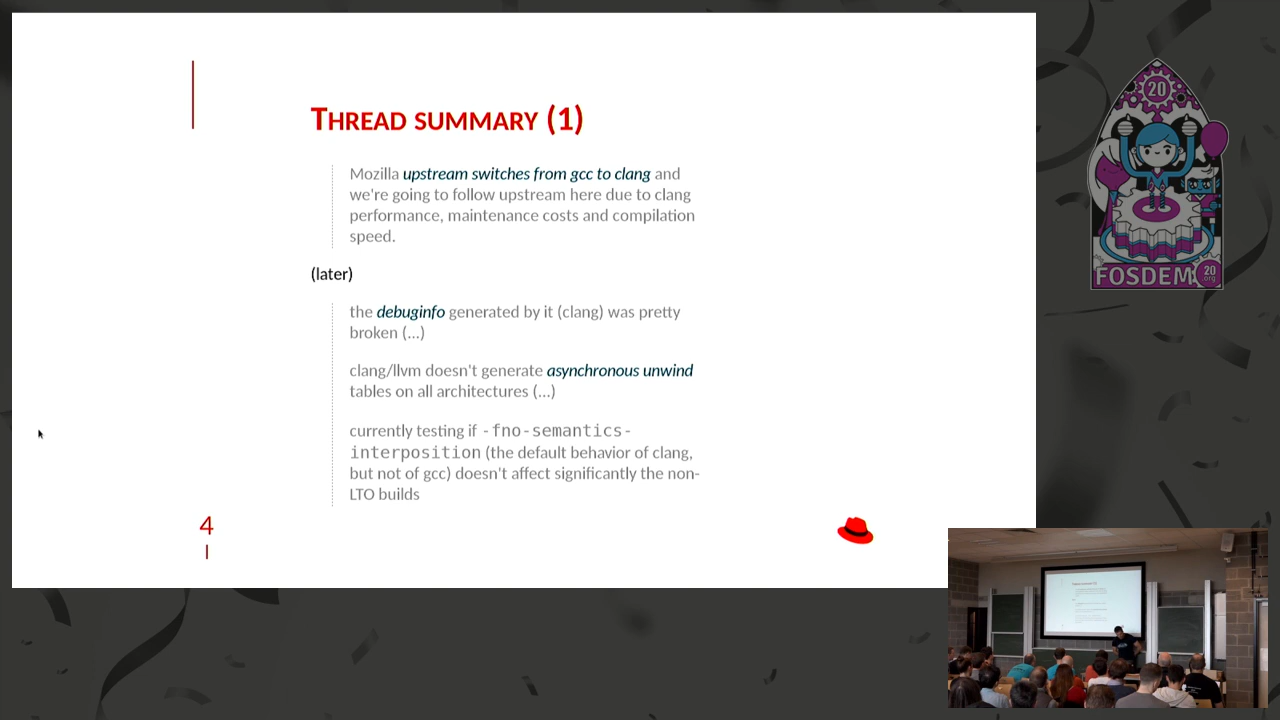 THREAD SUMMARY (1)
Mozilla upstream switches from gcc to clang and
we're going to follow upstream here due to clang
performance, maintenance costs and compilation
speed.
(later)
the debuginfo generated by it (clang) was pretty
broken (...)
clang/llvm doesn't generate asynchronous unwind
tables on all architectures (...)
currently testing if -fno-semantics-
interposition (the default behavior of clang,
but not of gcc) doesn't affect significantly the non-
LTO builds
4
20
FOSDEM
20
.org